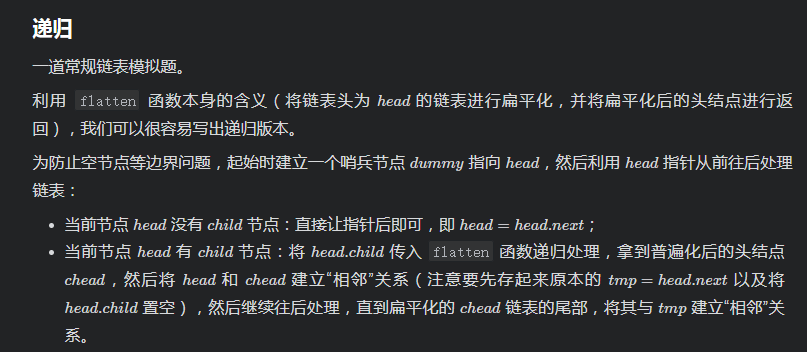 递归
一道常规链表模拟题。
利用 flatten 函数本身的含义（将链表头为 head 的链表进行扁平化，并将扁平化后的头结点进行返
回），我们可以很容易写出递归版本。
为防止空节点等边界问题，起始时建立一个哨兵节点 dummy 指向 head，然后利用 head 指针从前往后处理
链表：
• 当前节点 head 没有 child 节点：直接让指针后即可，即 head = head.next；
• 当前节点 head 有 child 节点：将 head.child 传入 flatten 函数递归处理，拿到普遍化后的头结点
chead，然后将 head 和 chead 建立“相邻”关系（注意要先存起来原本的 tmp = head.next 以及将
head.child 置空），然后继续往后处理，直到扁平化的 chead 链表的尾部，将其与 tmp 建立“相邻”关
系。